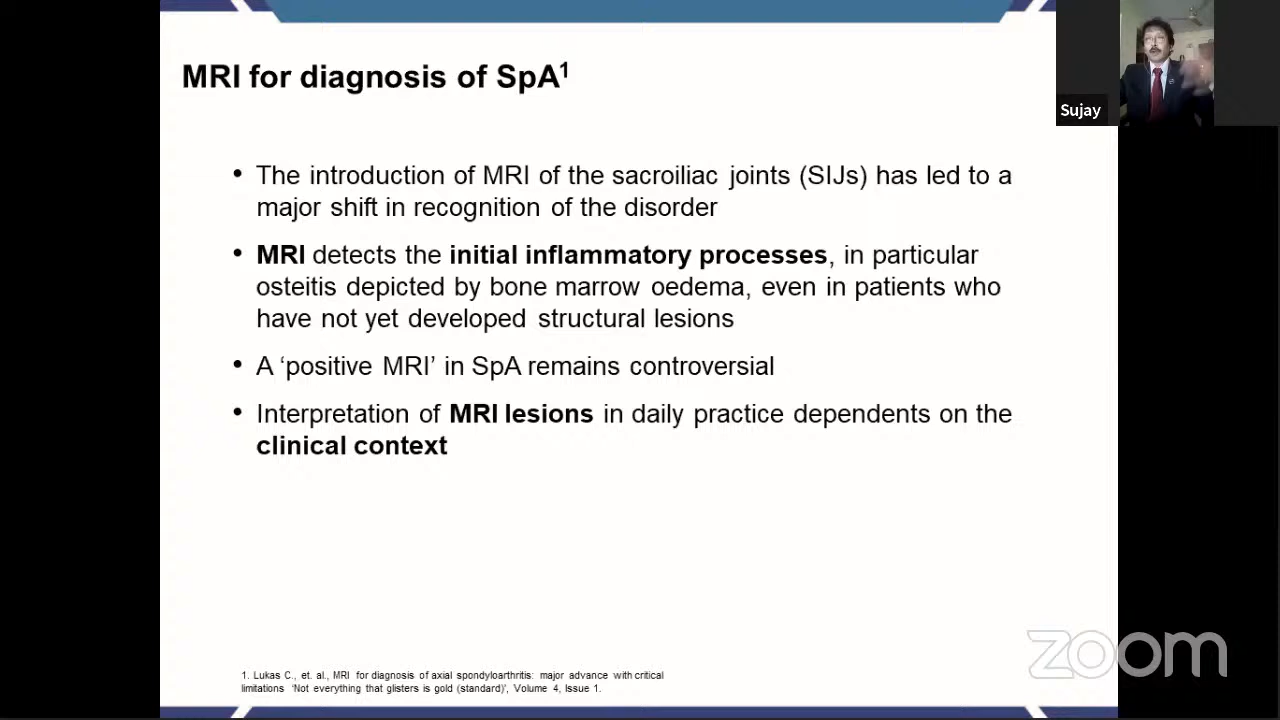 MRI for diagnosis of SpA1
Sujay
• The introduction of MRI of the sacroiliac joints (SIJs) has led to a
major shift in recognition of the disorder
• MRI detects the initial inflammatory processes, in particular
osteitis depicted by bone marrow oedema, even in patients who
have not yet developed structural lesions
• A ‘positive MRI’ in SpA remains controversial
• Interpretation of MRI lesions in daily practice dependents on the
clinical context
zoom
1. Lukas C., et. al., MRI for diagnosis of axial spondyloarthritis: major advance with critical
limitations ‘Not everything that glisters is gold (standard)’, Volume 4, Issue 1.